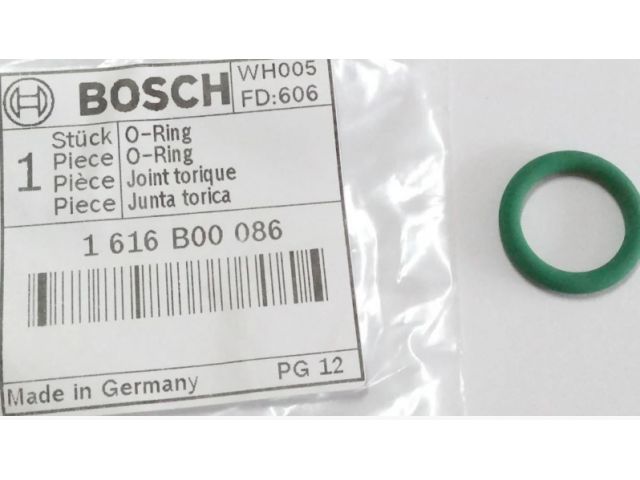 BOSCH
WH005
FD:606
1
Stück O-Ring
Piece O-Ring
Pièce Joint torique
Piece Junta torica
1 616 B00 086
PG 12
Made in Germany